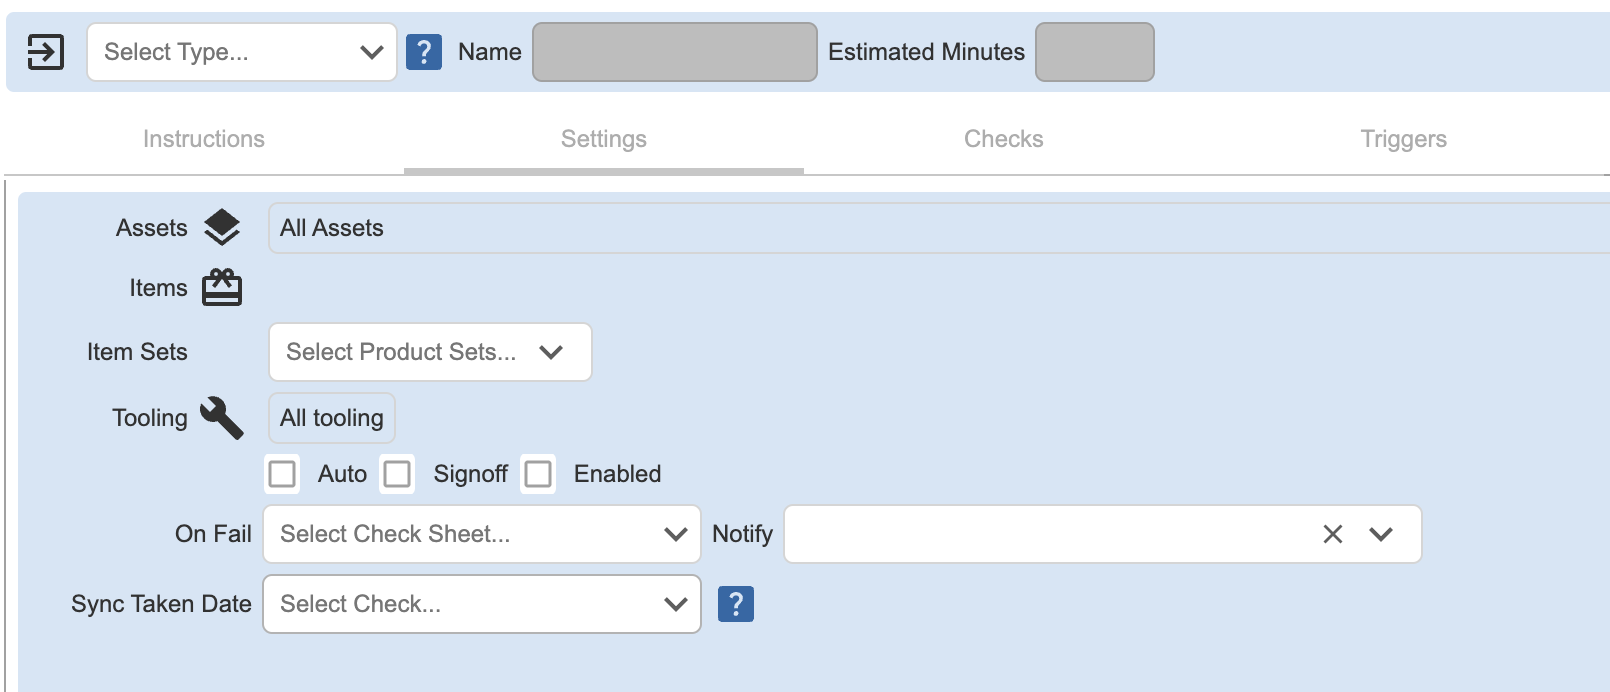 Select Type... ? Name Estimated Minutes
Instructions Settings Checks Triggers
Assets All Assets
Items
Item Sets Select Product Sets...
Tooling All tooling
Auto Signoff Enabled
On Fail Select Check Sheet... Notify
Sync Taken Date Select Check... ?